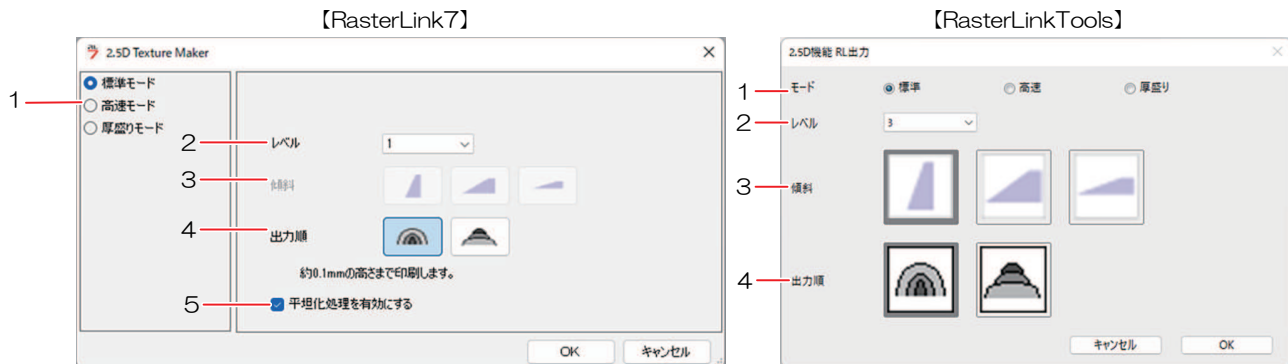 【RasterLink7】
2.5D Texture Maker
1
標準モード
高速モード
厚盛りモード
2
レベル
1
3
傾斜
4
出力順
約0.1mmの高さまで印刷します。
5
平坦化処理を有効にする
OK
キャンセル
【RasterLinkTools】
2.5D機能 RL出力
1
モード
標準
高速
厚盛り
2
レベル
3
3
傾斜
4
出力順
キャンセル
OK